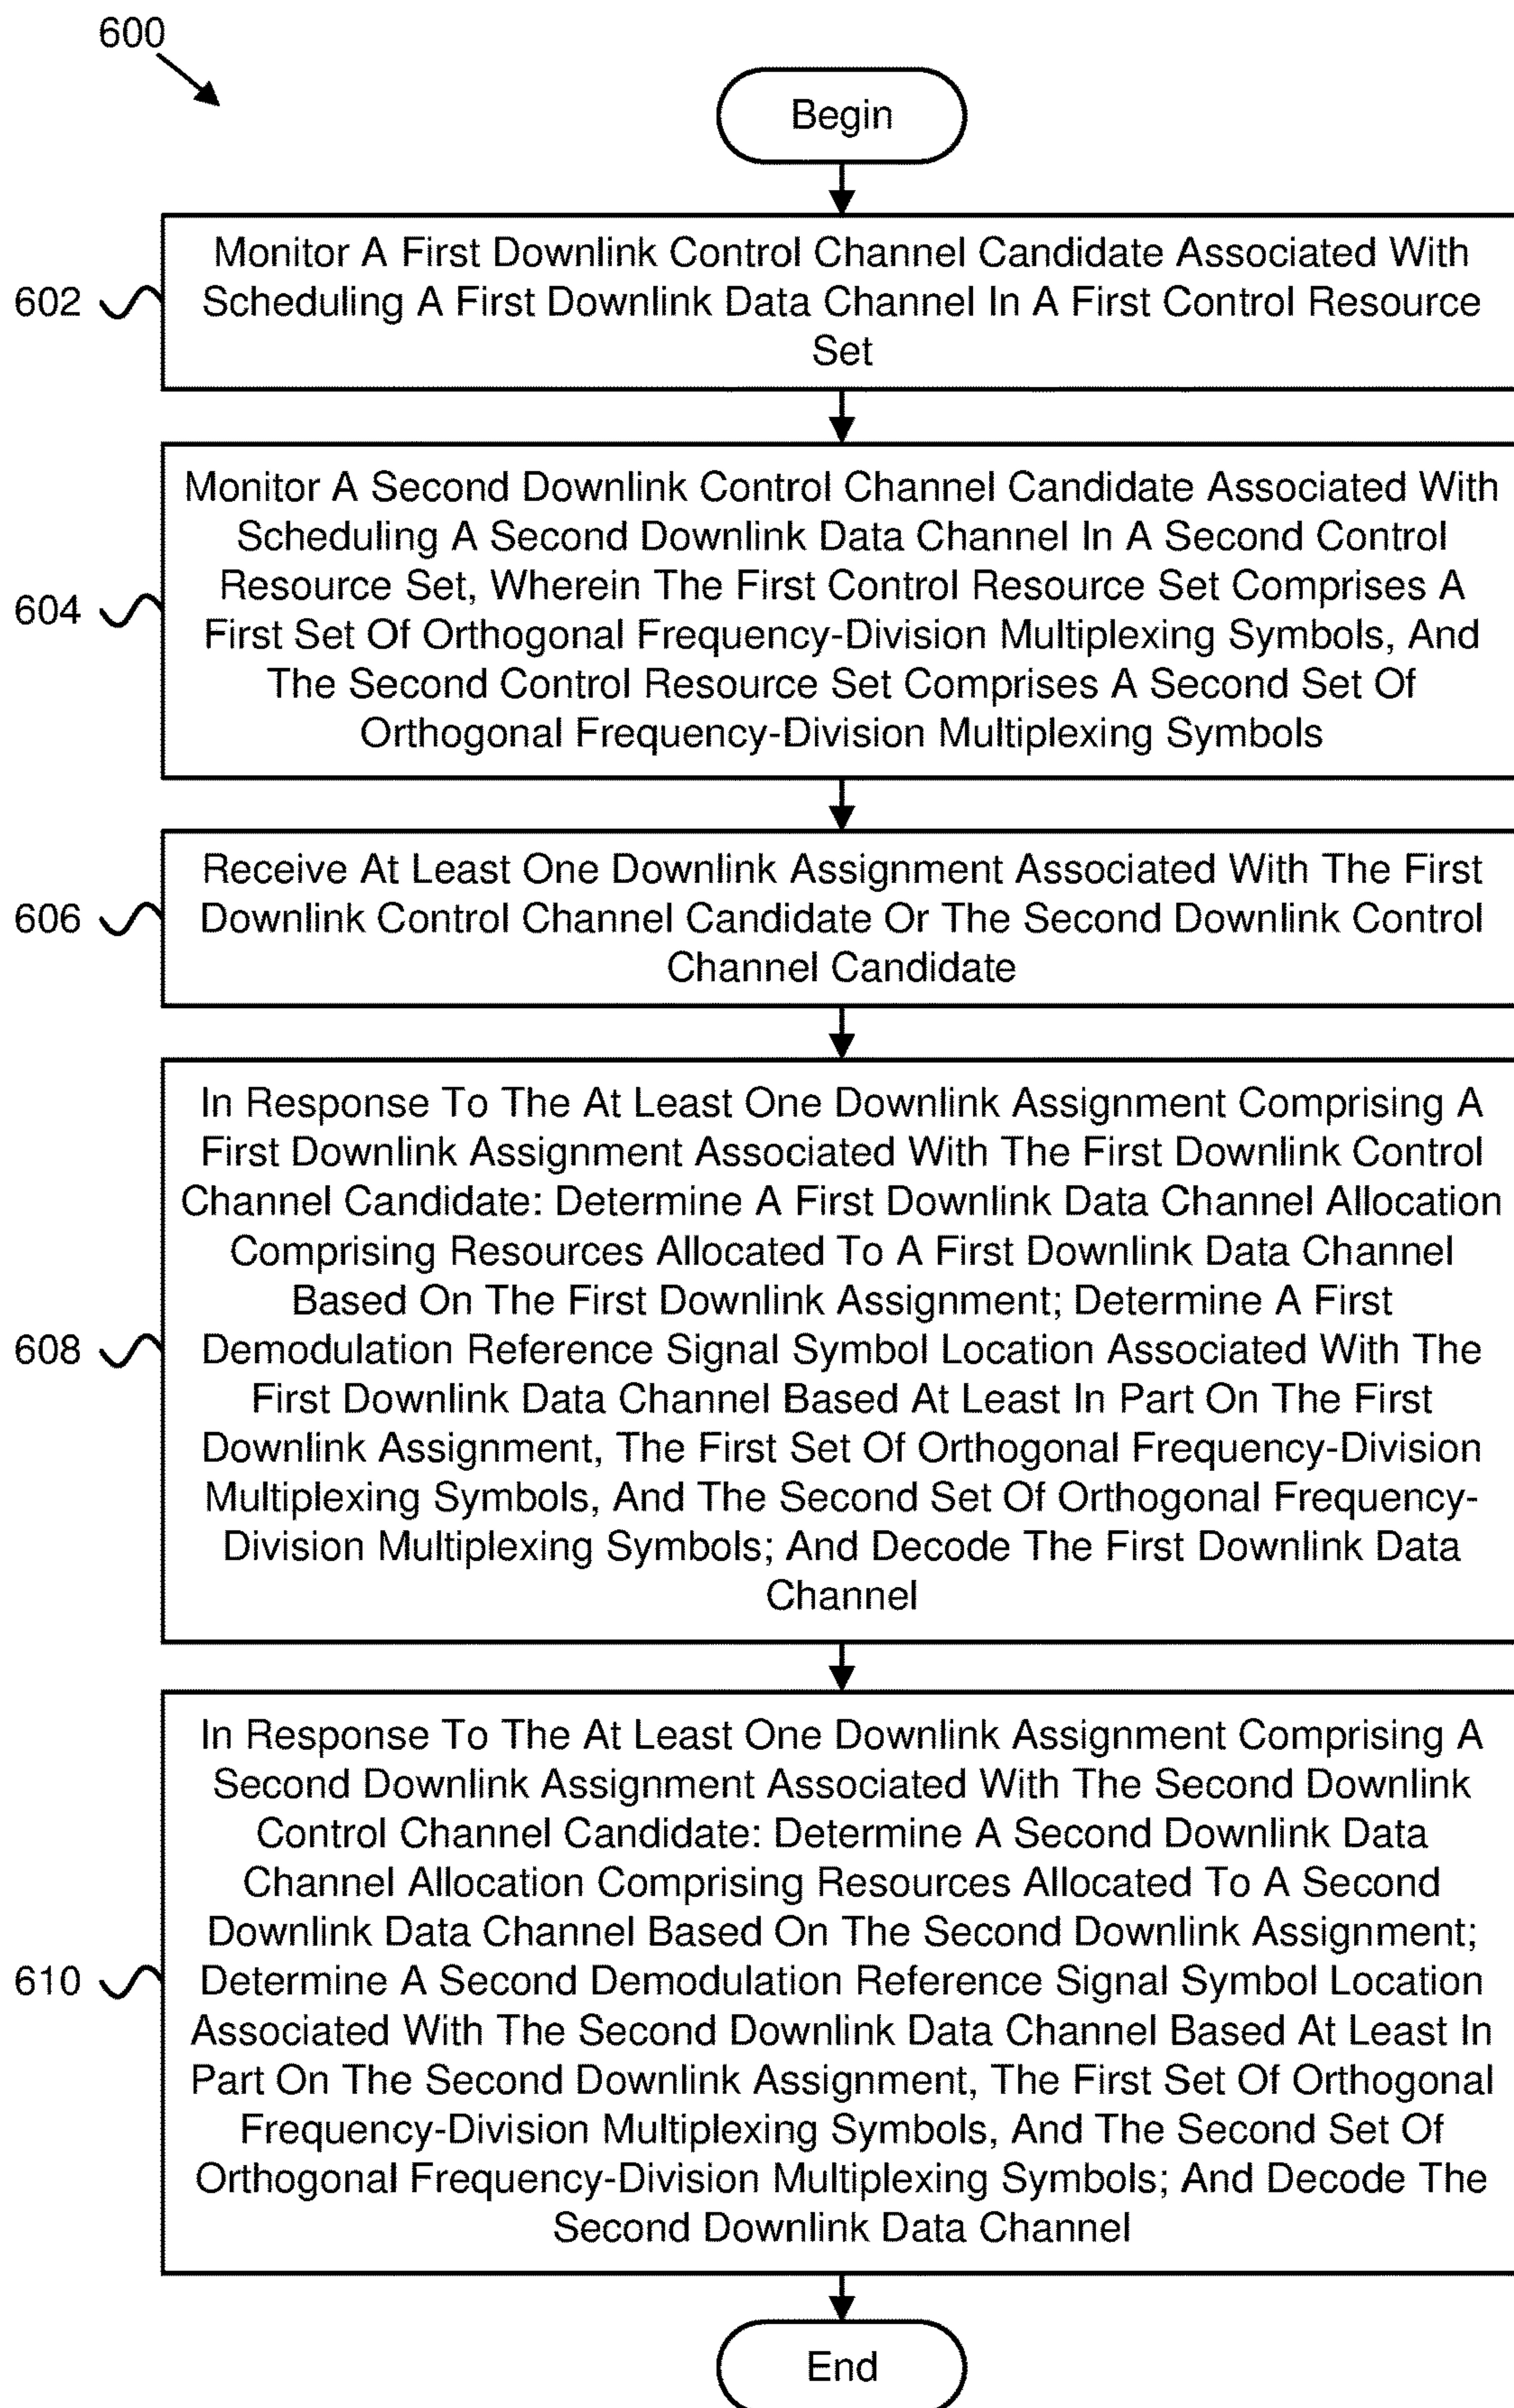 600
Begin
602
Monitor A First Downlink Control Channel Candidate Associated With
Scheduling A First Downlink Data Channel In A First Control Resource
Set
604
Monitor A Second Downlink Control Channel Candidate Associated With
Scheduling A Second Downlink Data Channel In A Second Control
Resource Set, Wherein The First Control Resource Set Comprises A
First Set Of Orthogonal Frequency-Division Multiplexing Symbols, And
The Second Control Resource Set Comprises A Second Set Of
Orthogonal Frequency-Division Multiplexing Symbols
606
Receive At Least One Downlink Assignment Associated With The First
Downlink Control Channel Candidate Or The Second Downlink Control
Channel Candidate
608
In Response To The At Least One Downlink Assignment Comprising A
First Downlink Assignment Associated With The First Downlink Control
Channel Candidate: Determine A First Downlink Data Channel Allocation
Comprising Resources Allocated To A First Downlink Data Channel
Based On The First Downlink Assignment; Determine A First
Demodulation Reference Signal Symbol Location Associated With The
First Downlink Data Channel Based At Least In Part On The First
Downlink Assignment, The First Set Of Orthogonal Frequency-Division
Multiplexing Symbols, And The Second Set Of Orthogonal Frequency-
Division Multiplexing Symbols; And Decode The First Downlink Data
Channel
610
In Response To The At Least One Downlink Assignment Comprising A
Second Downlink Assignment Associated With The Second Downlink
Control Channel Candidate: Determine A Second Downlink Data
Channel Allocation Comprising Resources Allocated To A Second
Downlink Data Channel Based On The Second Downlink Assignment;
Determine A Second Demodulation Reference Signal Symbol Location
Associated With The Second Downlink Data Channel Based At Least In
Part On The Second Downlink Assignment, The First Set Of Orthogonal
Frequency-Division Multiplexing Symbols, And The Second Set Of
Orthogonal Frequency-Division Multiplexing Symbols; And Decode The
Second Downlink Data Channel
End